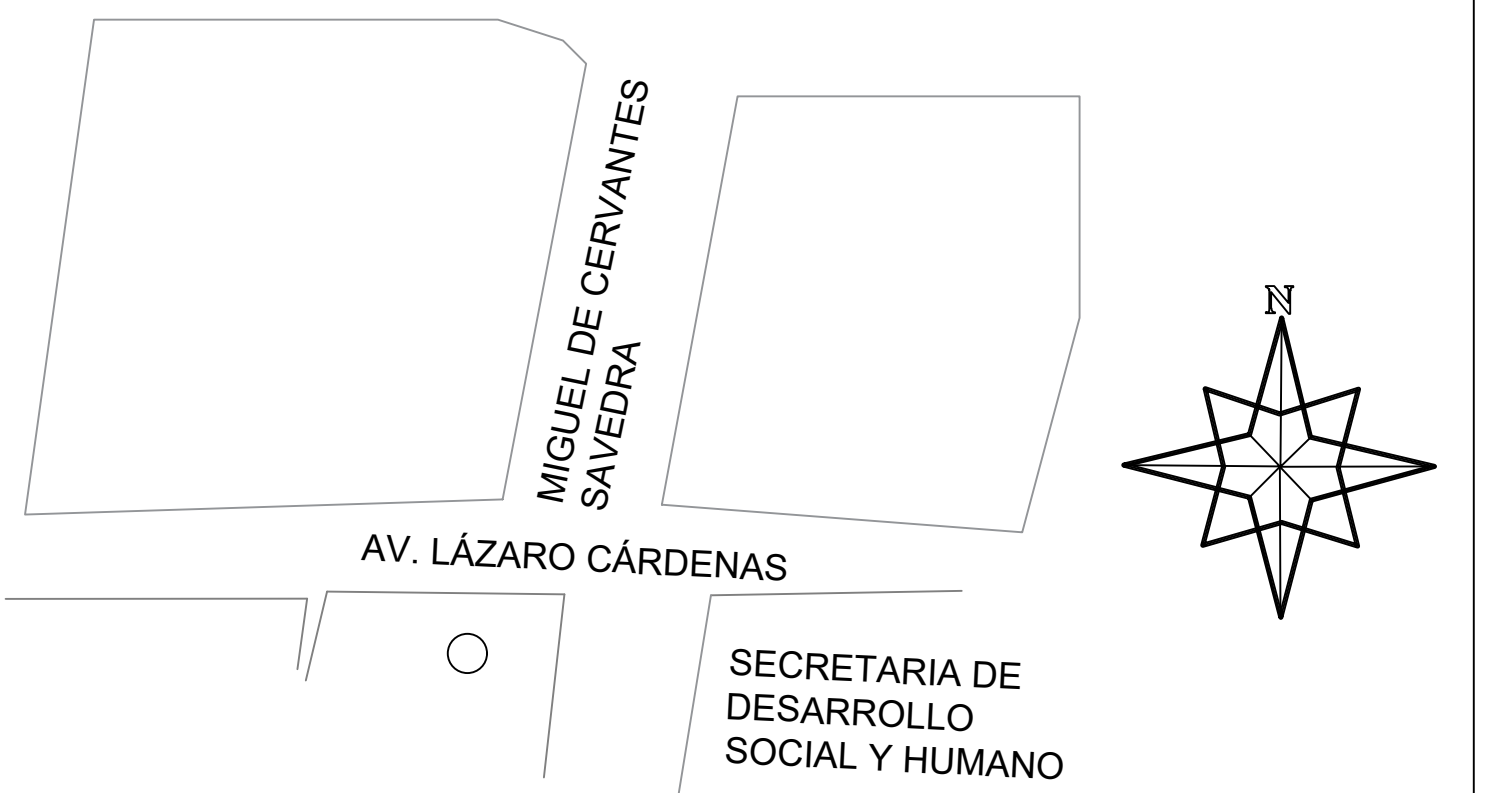 MIGUEL DE CERVANTES
SAVEDRA
AV. LÁZARO CÁRDENAS
N
SECRETARIA DE
DESARROLLO
SOCIAL Y HUMANO